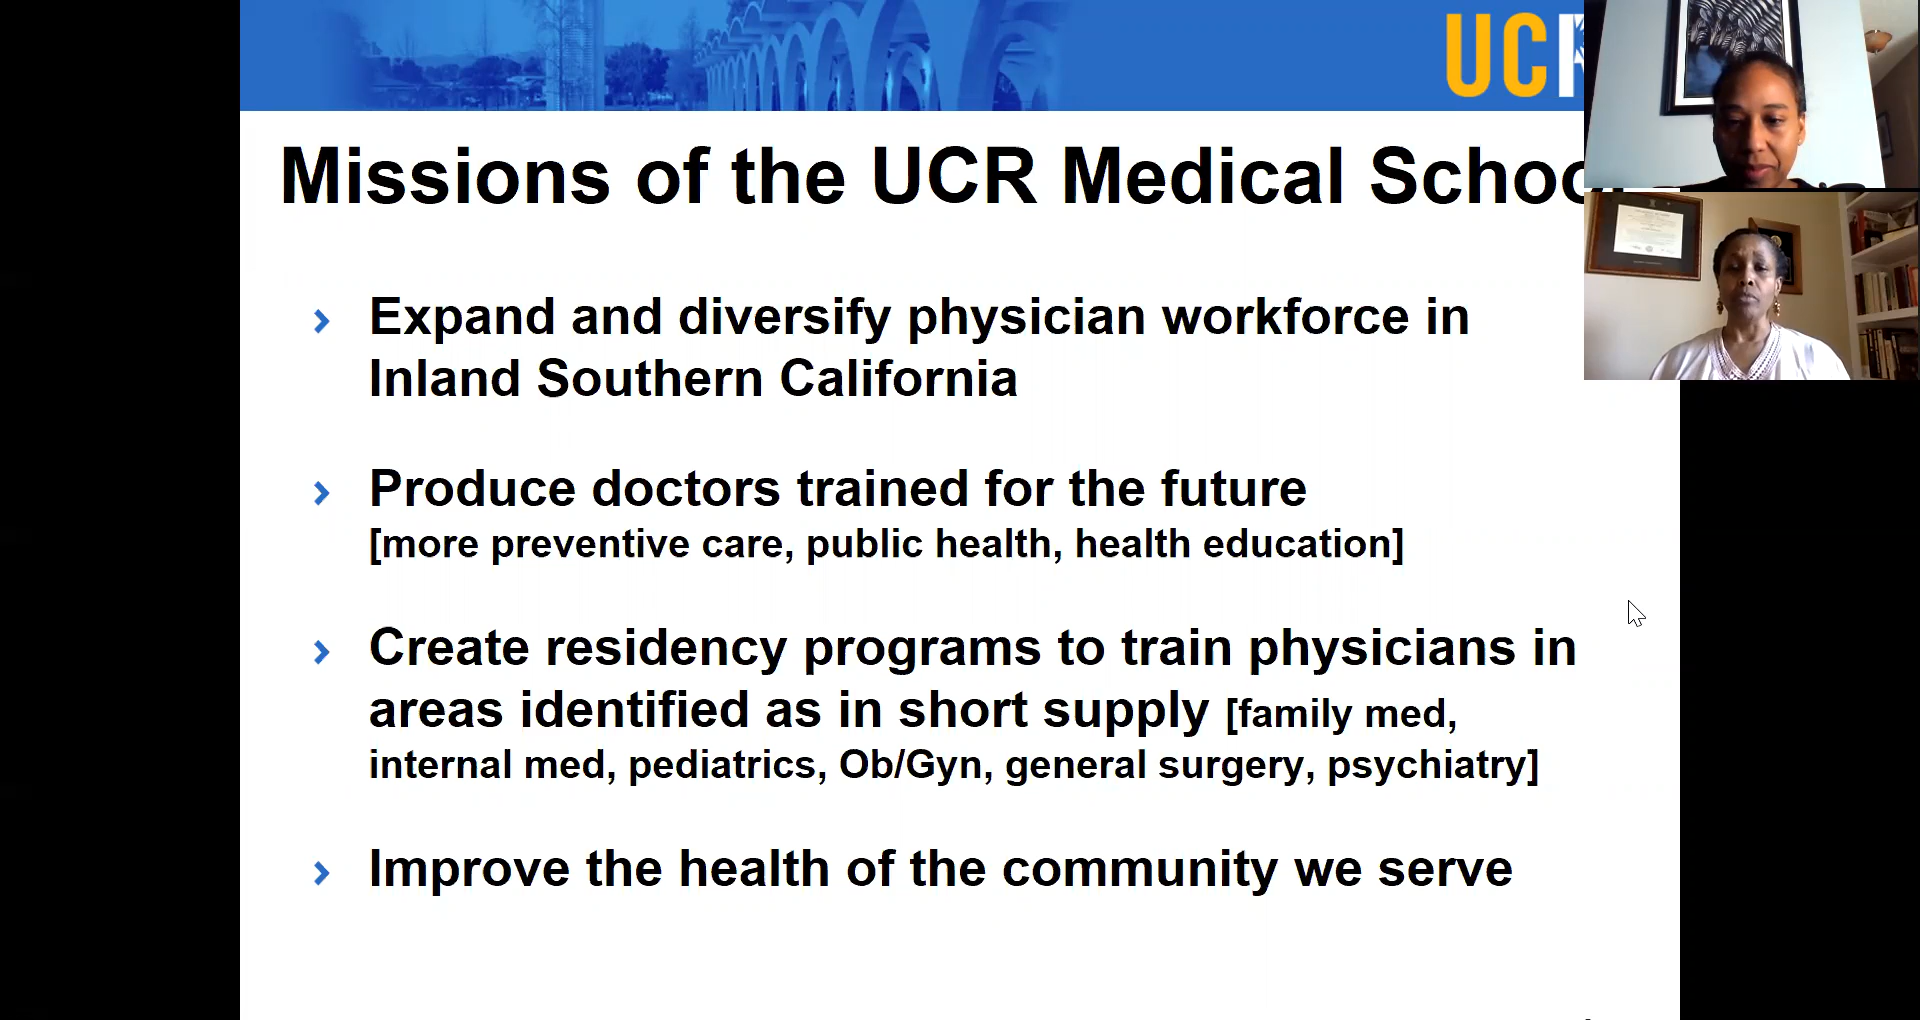 UCR
Missions of the UCR Medical School
Expand and diversify physician workforce in
Inland Southern California
Produce doctors trained for the future
[more preventive care, public health, health education]
Create residency programs to train physicians in
areas identified as in short supply [family med,
internal med, pediatrics, Ob/Gyn, general surgery, psychiatry]
Improve the health of the community we serve